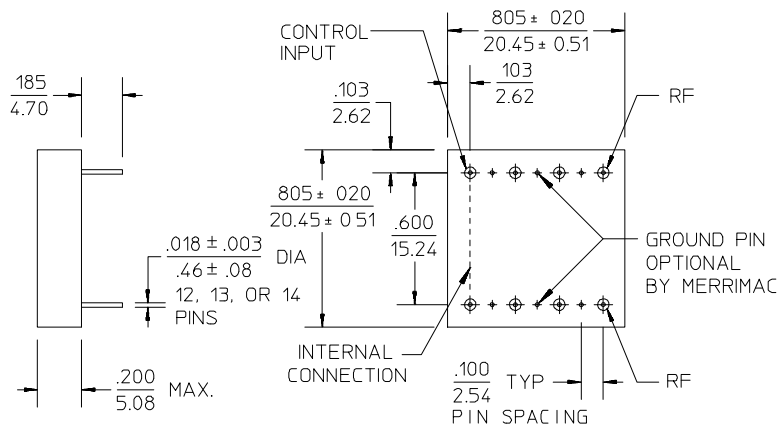 805± 020
20.45± 0.51
CONTROL
INPUT
.103
2.62
.185
4.70
.103
2.62
RF
805± 020
20.45± 0 51
.600
15.24
.018 ±.003
.46 ±.08
DIA
12, 13, OR 14
PINS
GROUND PIN
OPTIONAL
BY MERRIMAC
INTERNAL
CONNECTION
.200
5.08
MAX.
.100
2.54
TYP
PIN SPACING
RF